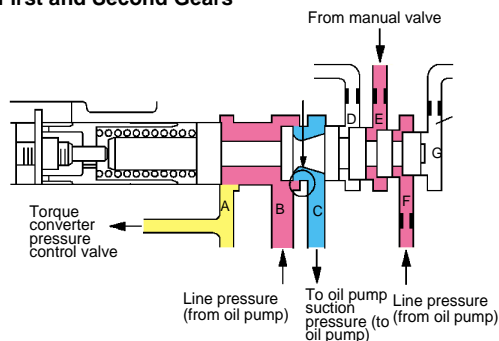 First and Second Gears
From manual valve
D
E
G
A
B
C
F
Torque
converter
pressure
control valve
Line pressure
(from oil pump)
To oil pump
suction
pressure (to
oil pump)
Line pressure
(from oil pump)